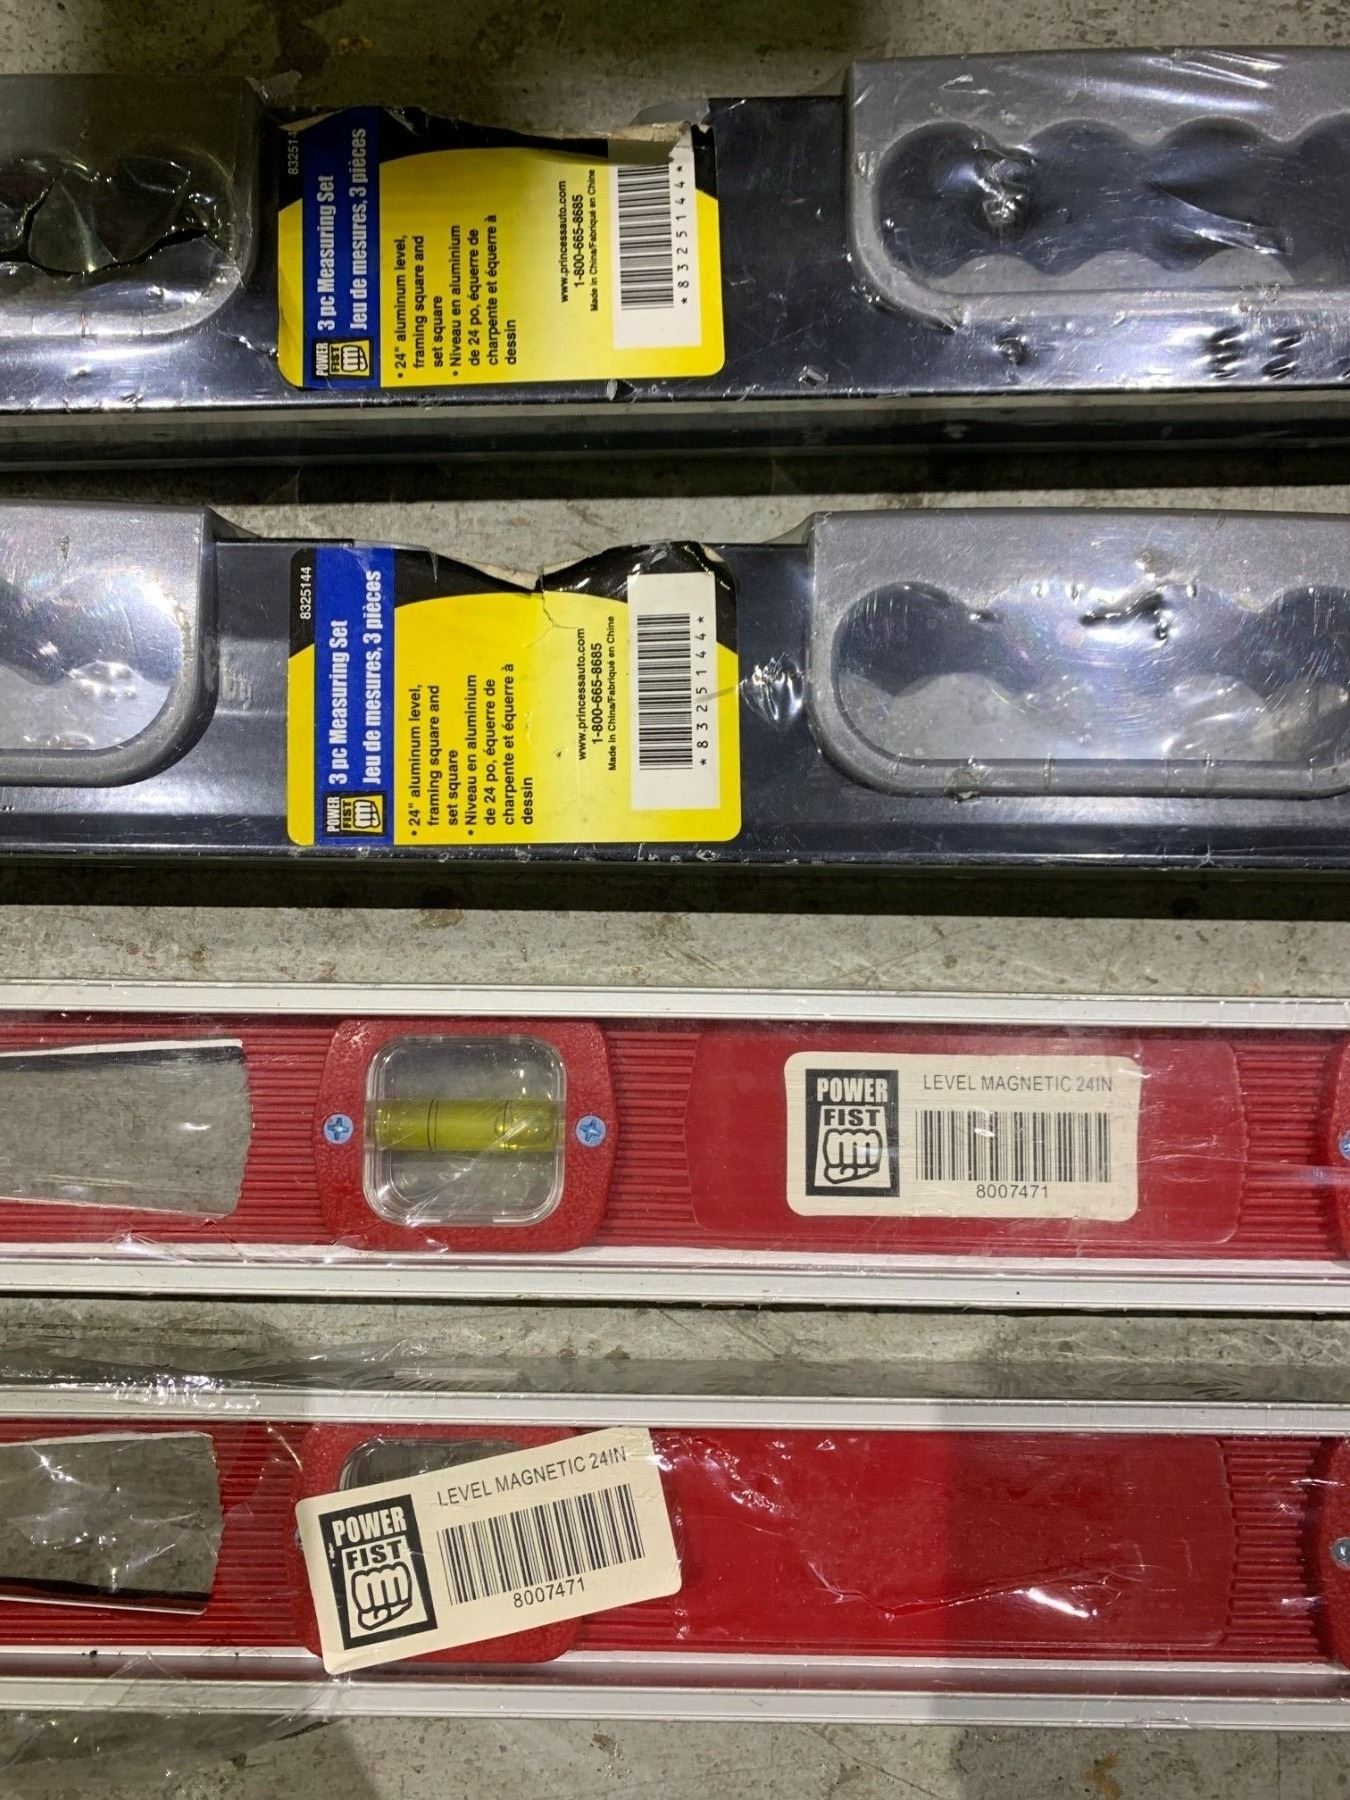 8325144
3 pc Measuring Set
Jeu de mesures, 3 pièces
POWER
FIST
• 24" aluminum level,
framing square and
set square
• Niveau en aluminium
de 24 po, équerre de
charpente et équerre à
dessin
www.princessauto.com
1-800-665-8685
Made in China/Fabriqué en Chine
*8325144*
8325144
3 pc Measuring Set
Jeu de mesures, 3 pièces
POWER
FIST
• 24" aluminum level,
framing square and
set square
• Niveau en aluminium
de 24 po, équerre de
charpente et équerre à
dessin
www.princessauto.com
1-800-665-8685
Made in China/Fabriqué en Chine
*8325144*
POWER
FIST
LEVEL MAGNETIC 24IN
8007471
POWER
FIST
LEVEL MAGNETIC 24IN
8007471